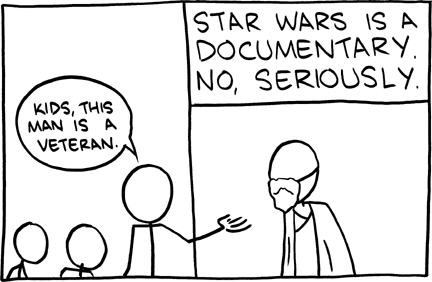 KIDS, THIS
MAN IS A
VETERAN.
STAR WARS IS A
DOCUMENTARY.
NO, SERIOUSLY.